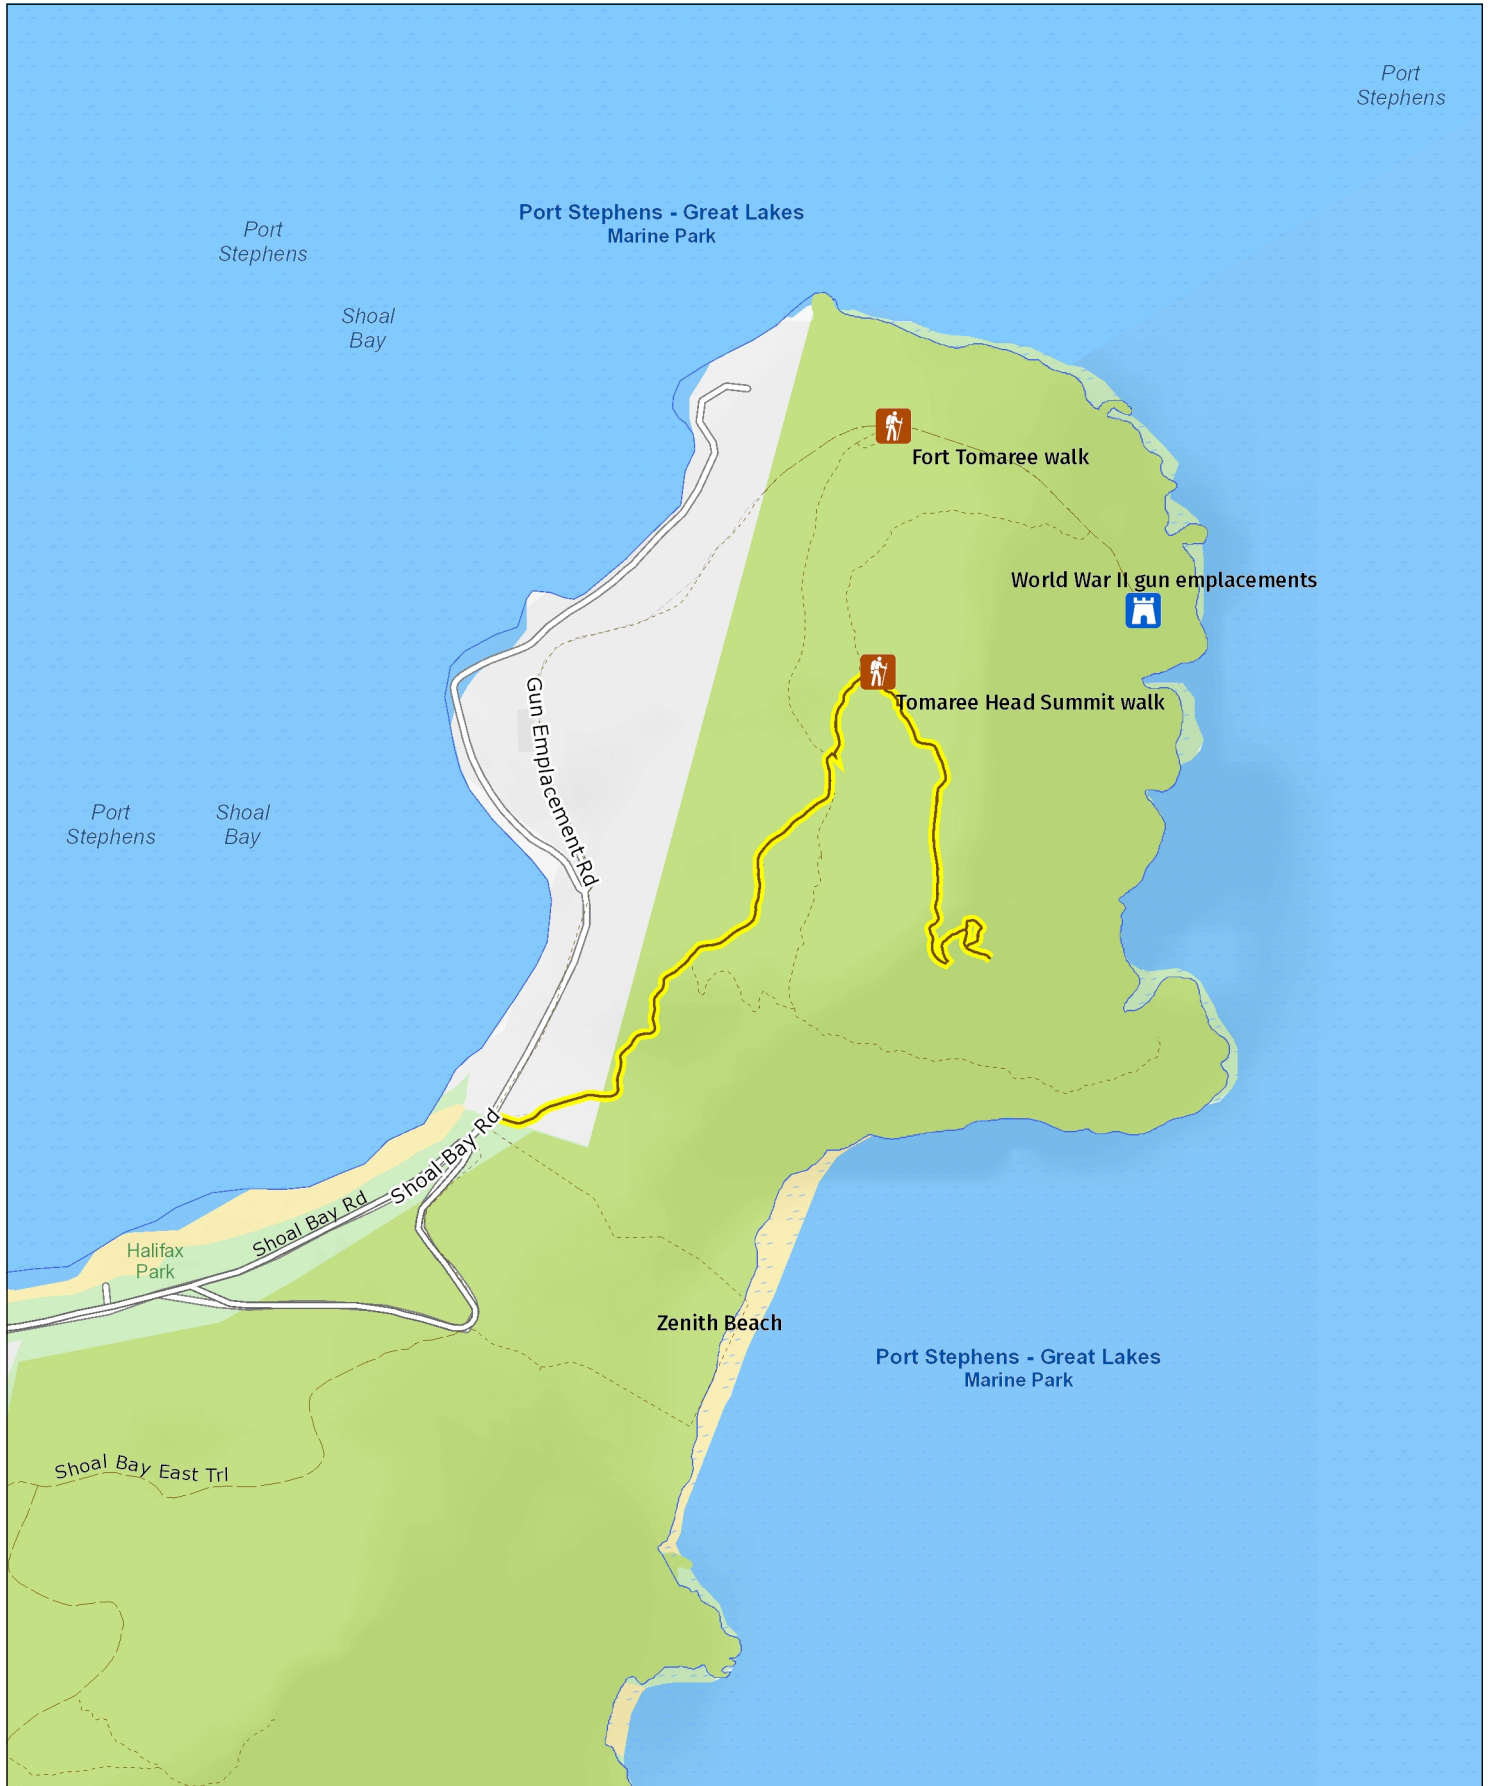 Port
Stephens
Port Stephens - Great Lakes
Marine Park
Port
Stephens
Shoal
Bay
Fort Tomaree walk
World War II gun emplacements
Tomaree Head Summit walk
Gun Emplacement Rd
Port
Stephens
Shoal
Bay
Shoal Bay Rd
Shoal Bay Rd
Halifax
Park
Zenith Beach
Port Stephens - Great Lakes
Marine Park
Shoal Bay East Trl